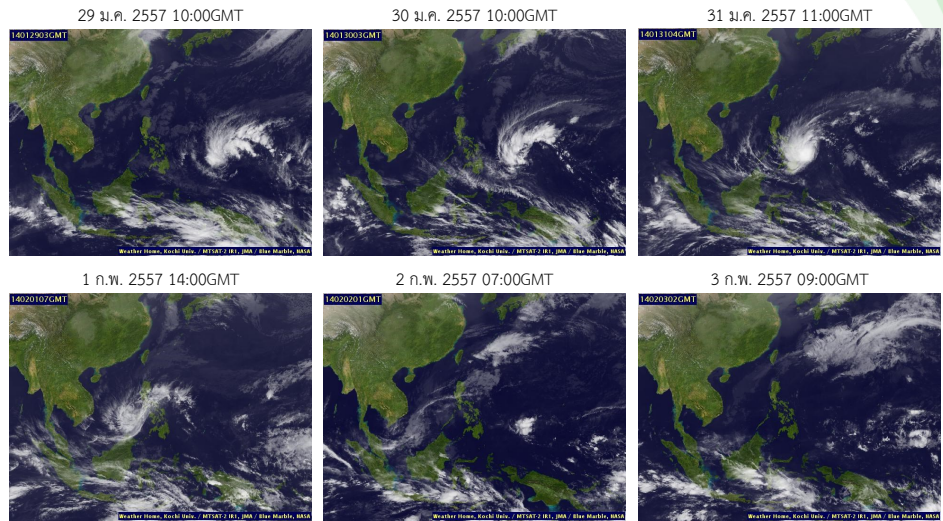 29 ม.ค. 2557 10:00GMT
30 ม.ค. 2557 10:00GMT
31 ม.ค. 2557 11:00GMT
14012903GMT
14013003GMT
14013104GMT
Weather Home, Kochi Univ. / MTSAT-2 IR1, JMA / Blue Marble, NASA
Weather Home, Kochi Univ. / MTSAT-2 IR1, JMA / Blue Marble, NASA
Weather Home, Kochi Univ. / MTSAT-2 IR1, JMA / Blue Marble, NASA
1 ก.พ. 2557 14:00GMT
2 ก.พ. 2557 07:00GMT
3 ก.พ. 2557 09:00GMT
14020107GMT
14020201GMT
14020302GMT
Weather Home, Kochi Univ. / MTSAT-2 IR1, JMA / Blue Marble, NASA
Weather Home, Kochi Univ. / MTSAT-2 IR1, JMA / Blue Marble, NASA
Weather Home, Kochi Univ. / MTSAT-2 IR1, JMA / Blue Marble, NASA